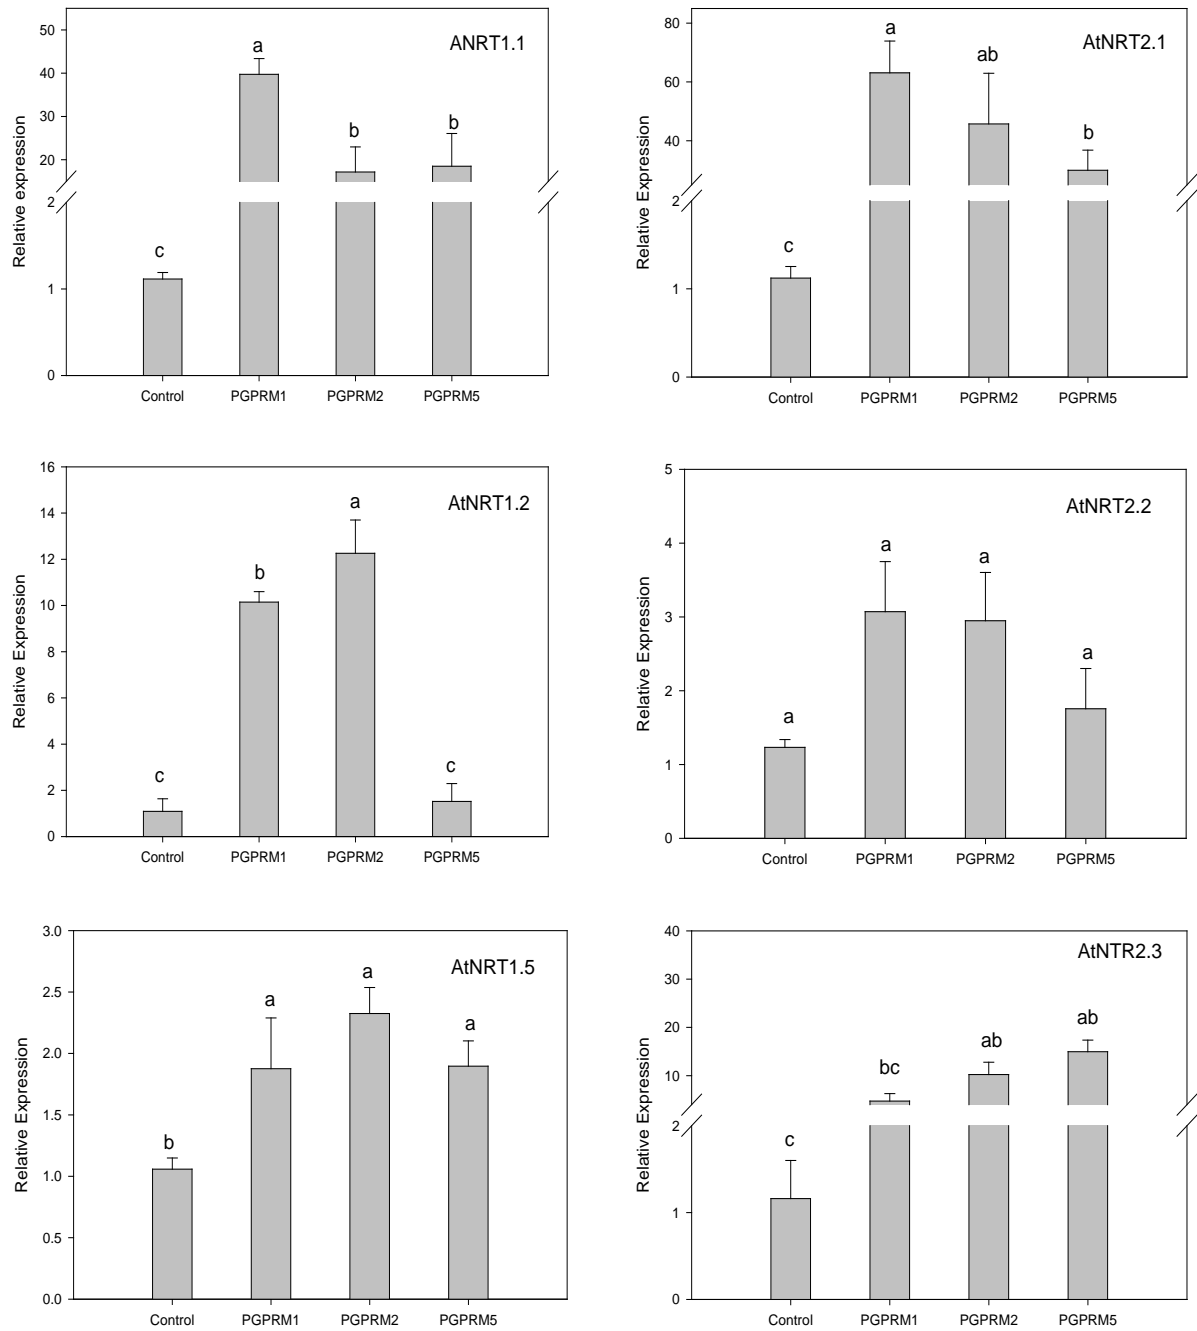 ANRT1.1
Relative expression
50
40
30
20
2
1
0
a
b
b
c
Control PGPRM1 PGPRM2 PGPRM5
AtNRT2.1
Relative Expression
80
60
40
2
1
0
a
ab
b
c
Control PGPRM1 PGPRM2 PGPRM5
AtNRT1.2
Relative Expression
16
14
12
10
8
6
4
2
0
a
b
c
c
Control PGPRM1 PGPRM2 PGPRM5
AtNRT2.2
Relative Expression
5
4
3
2
1
0
a
a
a
a
Control PGPRM1 PGPRM2 PGPRM5
AtNRT1.5
Relative Expression
3.0
2.5
2.0
1.5
1.0
0.5
0.0
a
a
a
b
Control PGPRM1 PGPRM2 PGPRM5
AtNTR2.3
Relative Expression
40
30
20
10
2
1
0
ab
ab
bc
c
Control PGPRM1 PGPRM2 PGPRM5